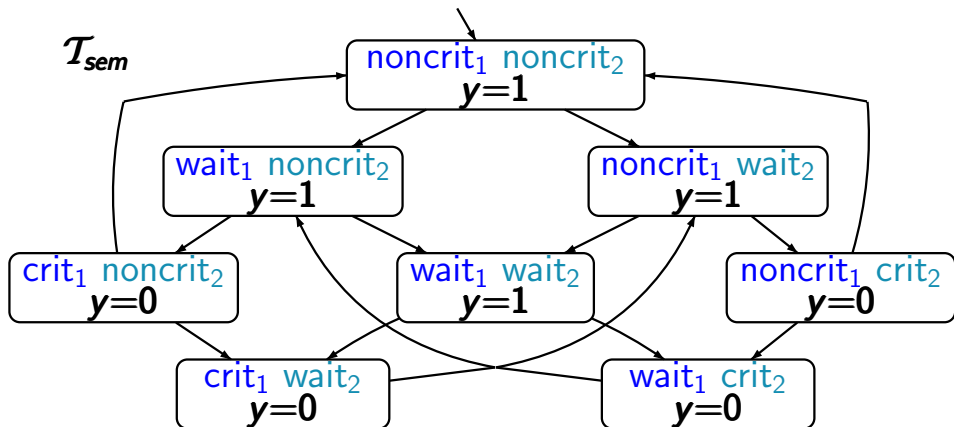 𝒯sem
noncrit₁ noncrit₂
y=1
wait₁ noncrit₂
y=1
noncrit₁ wait₂
y=1
crit₁ noncrit₂
y=0
wait₁ wait₂
y=1
noncrit₁ crit₂
y=0
crit₁ wait₂
y=0
wait₁ crit₂
y=0